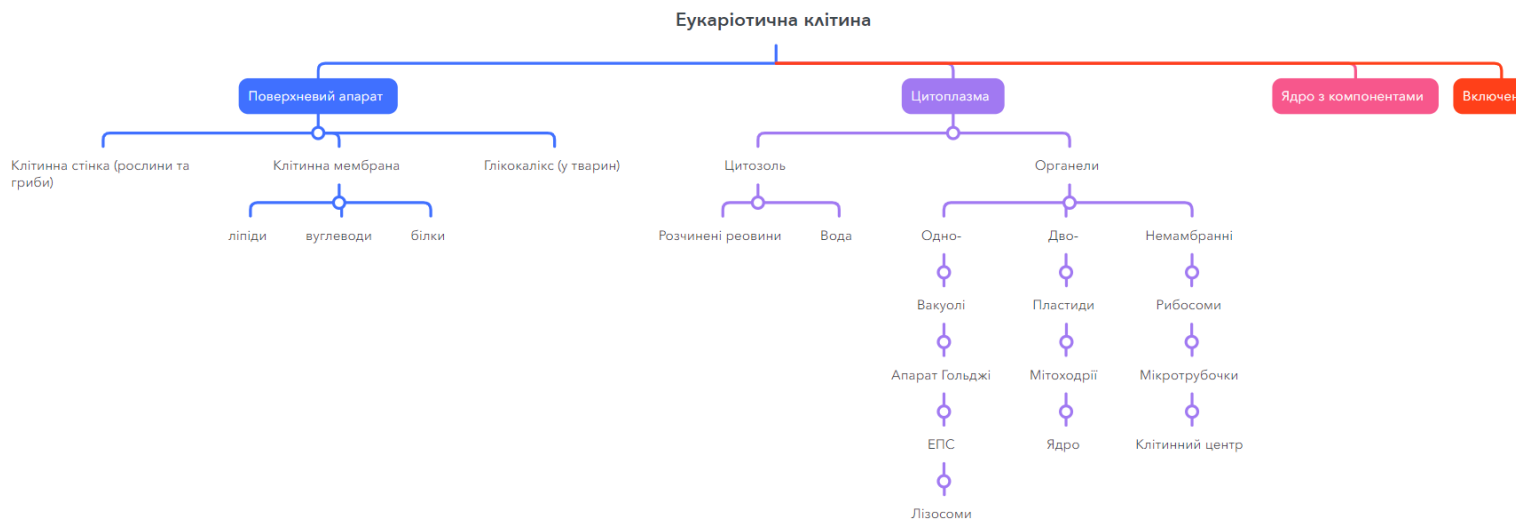 Еукаріотична клітина
Поверхневий апарат
Цитоплазма
Ядро з компонентами
Включен
Клітинна стінка (рослини та
гриби)
Клітинна мембрана
Глікокалікс (у тварин)
Цитозоль
Органели
ліпіди
вуглеводи
білки
Розчинені реовини
Вода
Одно-
Дво-
Немамбранні
Вакуолі
Пластиди
Рибосоми
Апарат Гольджі
Мітоходрії
Мікротрубочки
ЕПС
Ядро
Клітинний центр
Лізосоми